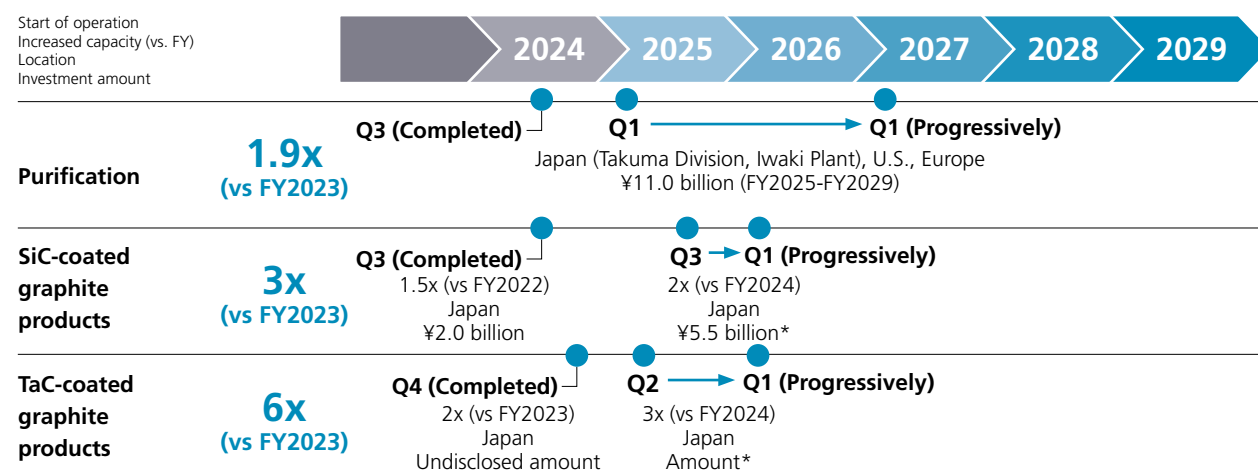 Start of operation
Increased capacity (vs. FY)
Location
Investment amount
2024
2025
2026
2027
2028
2029
Purification
1.9x
(vs FY2023)
Q3 (Completed)
Q1
Q1 (Progressively)
Japan (Takuma Division, Iwaki Plant), U.S., Europe
¥11.0 billion (FY2025-FY2029)
SiC-coated
graphite
products
3x
(vs FY2023)
Q3 (Completed)
1.5x (vs FY2022)
Japan
¥2.0 billion
Q3
Q1 (Progressively)
2x (vs FY2024)
Japan
¥5.5 billion*
TaC-coated
graphite
products
6x
(vs FY2023)
Q4 (Completed)
2x (vs FY2023)
Japan
Undisclosed amount
Q2
Q1 (Progressively)
3x (vs FY2024)
Japan
Amount*